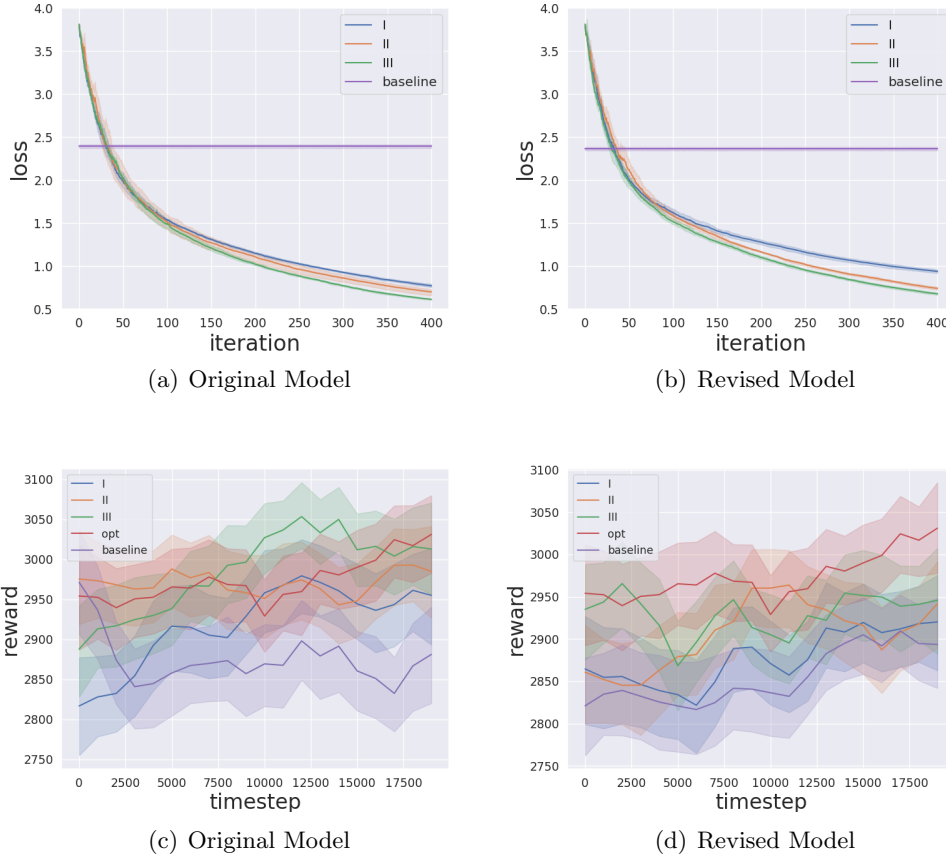 4.0
3.5
3.0
2.5
2.0
1.5
1.0
0.5
loss
I
II
III
baseline
0 50 100 150 200 250 300 350 400
iteration
(a) Original Model
4.0
3.5
3.0
2.5
2.0
1.5
1.0
0.5
loss
I
II
III
baseline
0 50 100 150 200 250 300 350 400
iteration
(b) Revised Model
3100
3050
3000
2950
2900
2850
2800
2750
reward
I
II
III
opt
baseline
0 2500 5000 7500 10000 12500 15000 17500
timestep
(c) Original Model
3100
3050
3000
2950
2900
2850
2800
2750
reward
I
II
III
opt
baseline
0 2500 5000 7500 10000 12500 15000 17500
timestep
(d) Revised Model